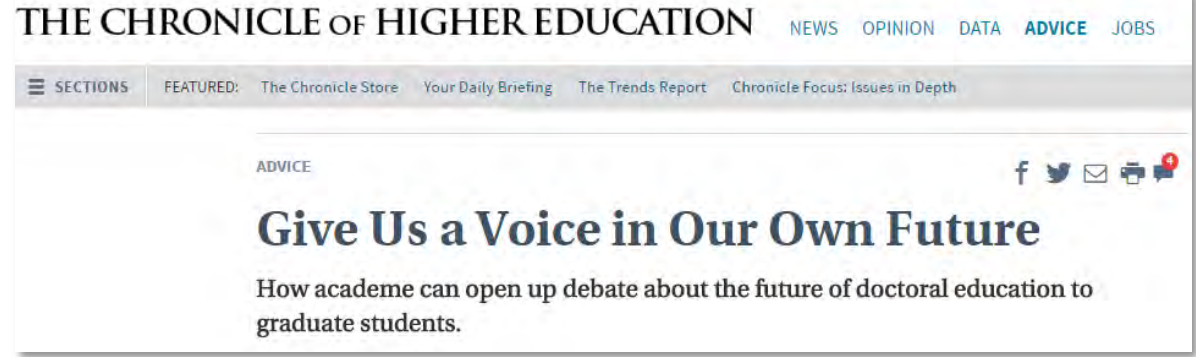 THE CHRONICLE OF HIGHER EDUCATION NEWS OPINION DATA ADVICE JOBS
SECTIONS FEATURED: The Chronicle Store Your Daily Briefing The Trends Report Chronicle Focus: Issues in Depth
ADVICE
4
Give Us a Voice in Our Own Future
How academe can open up debate about the future of doctoral education to
graduate students.